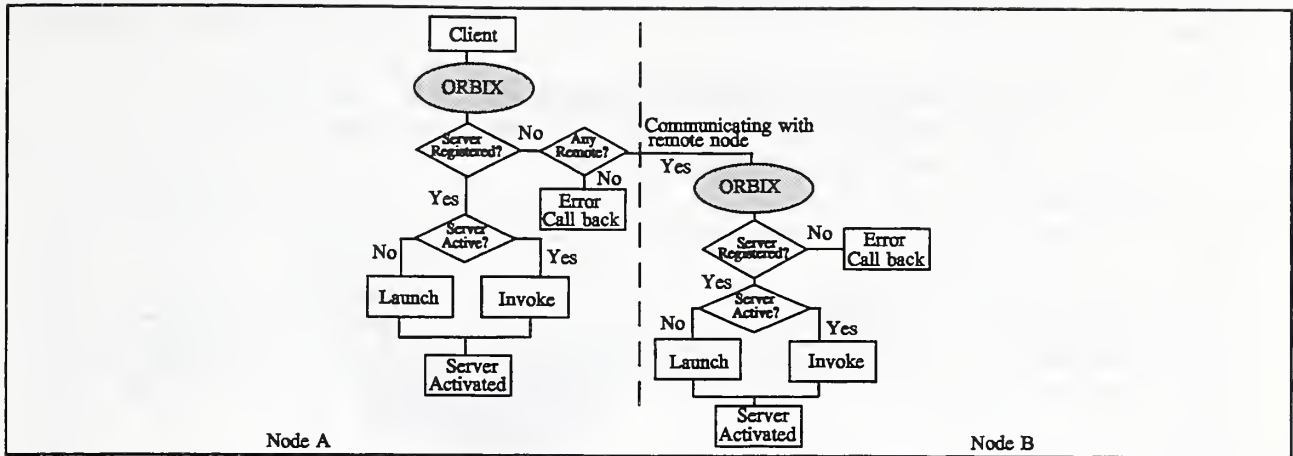 Client
ORBIX
Server
Registered?
No
Any
Remote?
Communicating with
remote node
Yes
No
Error
Call back
Yes
Server
Active?
No
Yes
Launch
Invoke
Server
Activated
Node A
ORBIX
Server
Registered?
No
Error
Call back
Yes
Server
Active?
No
Yes
Launch
Invoke
Server
Activated
Node B